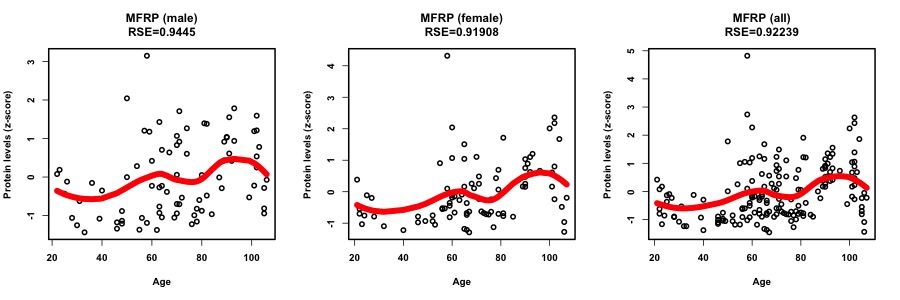 MFRP (male)
RSE=0.9445
Protein levels (z-score)
3
2
1
0
-1
20 40 60 80 100
Age
MFRP (female)
RSE=0.91908
Protein levels (z-score)
4
3
2
1
0
-1
20 40 60 80 100
Age
MFRP (all)
RSE=0.92239
Protein levels (z-score)
5
4
3
2
1
0
-1
20 40 60 80 100
Age